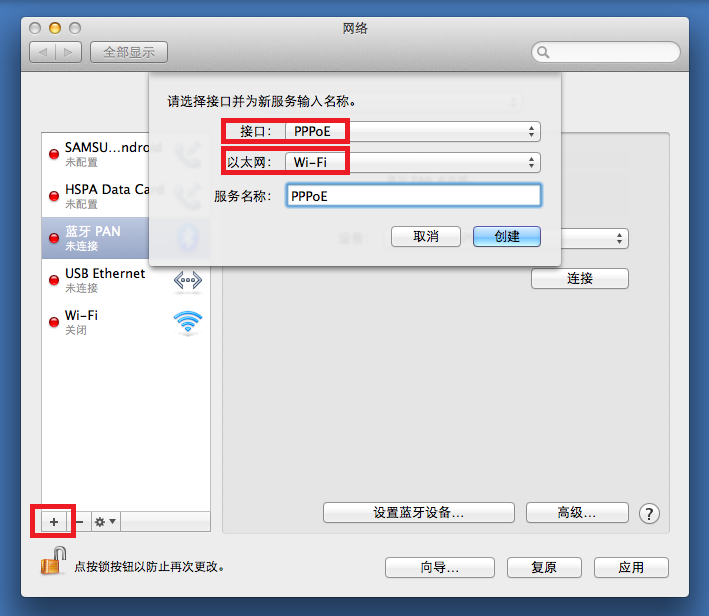 网络
全部显示
请选择接口并为新服务输入名称。
接口： PPPoE
以太网： Wi-Fi
服务名称： PPPoE
取消
创建
SAMSU...ndroid
未配置
HSPA Data Card
未配置
蓝牙 PAN
未连接
USB Ethernet
未连接
Wi-Fi
关闭
连接
+ −
设置蓝牙设备...
高级...
?
点按锁按钮以防止再次更改。
向导...
复原
应用